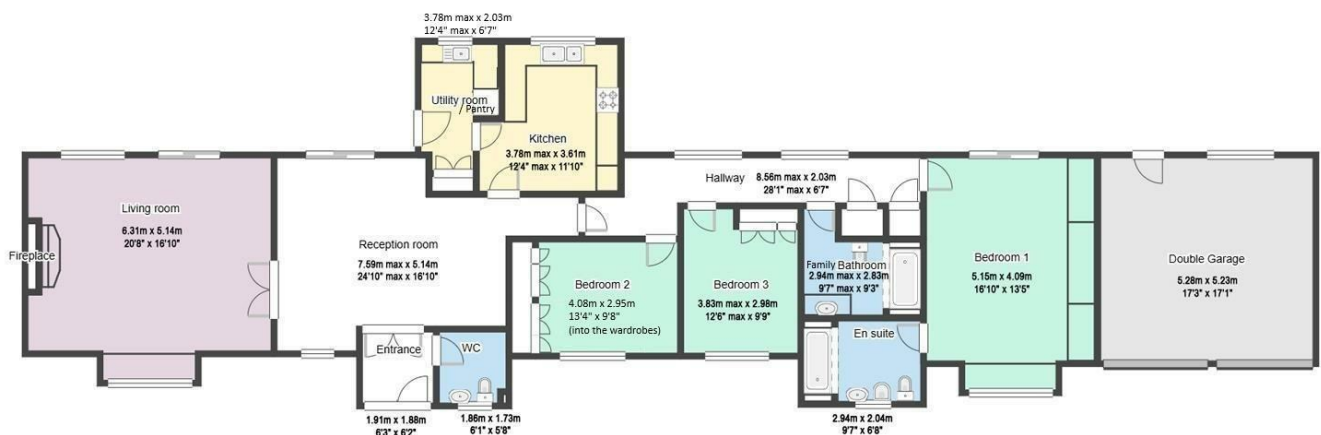 3.78m max x 2.03m
12'4" max x 6'7"
Utility room
/ Pantry
Kitchen
3.78m max x 3.61m
12'4" max x 11'10"
Hallway
8.56m max x 2.03m
28'1" max x 6'7"
Living room
6.31m x 5.14m
20'8" x 16'10"
Fireplace
Reception room
7.59m max x 5.14m
24'10" max x 16'10"
Bedroom 2
4.08m x 2.95m
13'4" x 9'8"
(into the wardrobes)
Bedroom 3
3.83m max x 2.98m
12'6" max x 9'9"
Family Bathroom
2.94m max x 2.83m
9'7" max x 9'3"
Bedroom 1
5.15m x 4.09m
16'10" x 13'5"
Double Garage
5.28m x 5.23m
17'3" x 17'1"
Entrance
1.91m x 1.88m
6'3" x 6'2"
WC
1.86m x 1.73m
6'1" x 5'8"
En suite
2.94m x 2.04m
9'7" x 6'8"